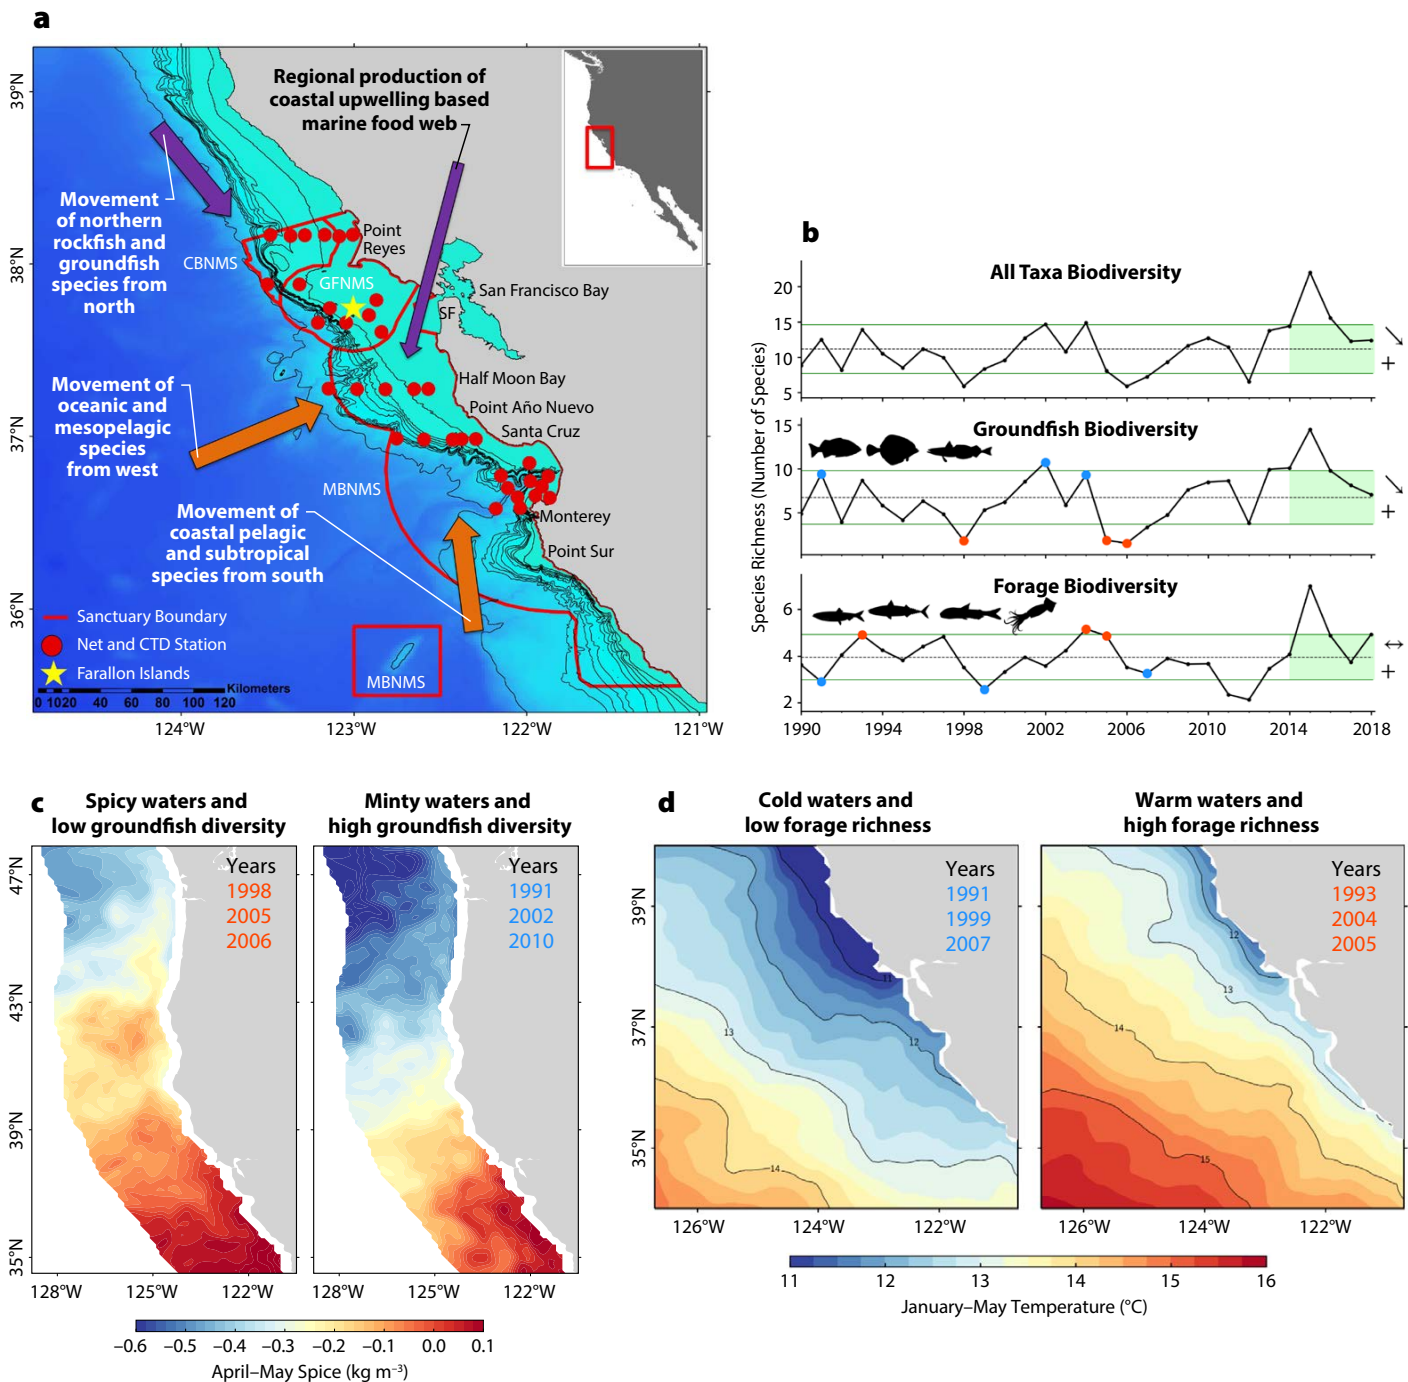 a
39°N
38°N
37°N
36°N
124°W
123°W
122°W
121°W
Regional production of
coastal upwelling based
marine food web
Movement
of northern
rockfish and
groundfish
species from
north
Point
Reyes
CBNMS
GFNMS
San Francisco Bay
SF
Movement of
oceanic and
mesopelagic
species
from west
Half Moon Bay
Point Año Nuevo
Santa Cruz
MBNMS
Movement of
coastal pelagic
and subtropical
species from south
Monterey
Point Sur
Sanctuary Boundary
Net and CTD Station
Farallon Islands
MBNMS
Kilometers
0 10 20 40 60 80 100 120
b
Species Richness (Number of Species)
All Taxa Biodiversity
20
15
10
5
+
Groundfish Biodiversity
15
10
5
+
Forage Biodiversity
6
4
2
+
1990 1994 1998 2002 2006 2010 2014 2018
c
Spicy waters and
low groundfish diversity
Years
1998
2005
2006
47°N
43°N
39°N
35°N
128°W 125°W 122°W
Minty waters and
high groundfish diversity
Years
1991
2002
2010
128°W 125°W 122°W
–0.6 –0.5 –0.4 –0.3 –0.2 –0.1 0.0 0.1
April–May Spice (kg m⁻³)
d
Cold waters and
low forage richness
Years
1991
1999
2007
39°N
37°N
35°N
11
12
13
14
126°W 124°W 122°W
Warm waters and
high forage richness
Years
1993
2004
2005
12
13
14
15
126°W 124°W 122°W
11 12 13 14 15 16
January–May Temperature (°C)